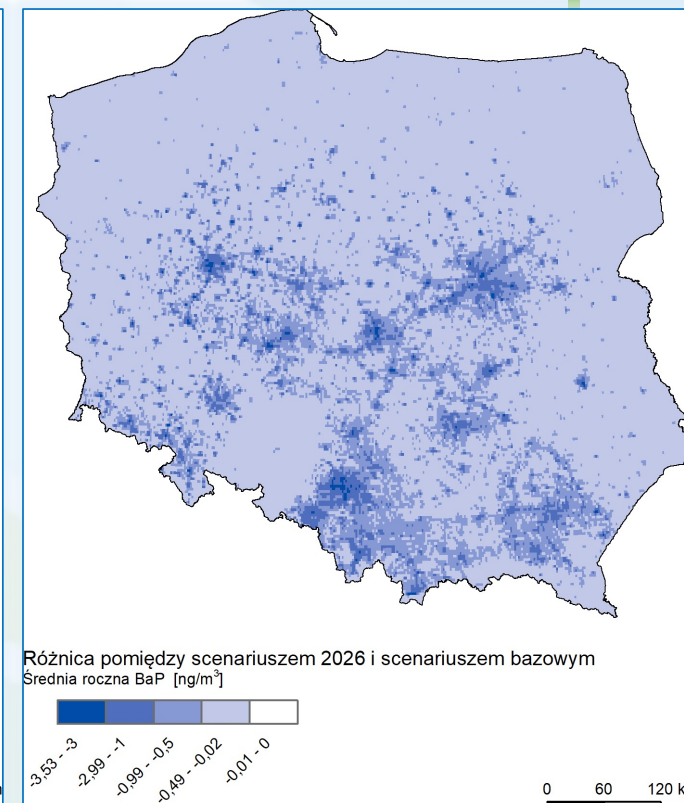 Różnica pomiędzy scenariuszem 2026 i scenariuszem bazowym
Średnia roczna BaP [ng/m³]
-3,53 - -3
-2,99 - -1
-0,99 - -0,5
-0,49 - -0,02
-0,01 - 0
0 60 120 k